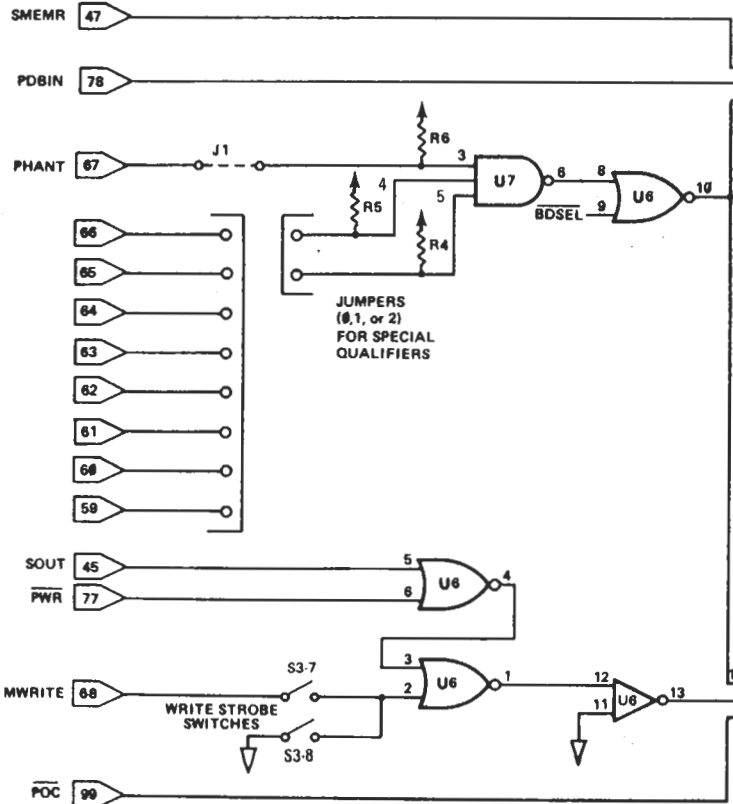 SMEMR 47
PDBIN 78
PHANT 67
J1
R6
3
4
5
U7
6
8
9
BDSEL
U6
10
R5
R4
66
65
64
63
62
61
60
59
JUMPERS
(0,1, or 2)
FOR SPECIAL
QUALIFIERS
SOUT 45
PWR 77
5
6
U6
4
3
2
U6
1
12
11
U6
13
MWRITE 68
S3-7
WRITE STROBE
SWITCHES
S3-8
POC 99